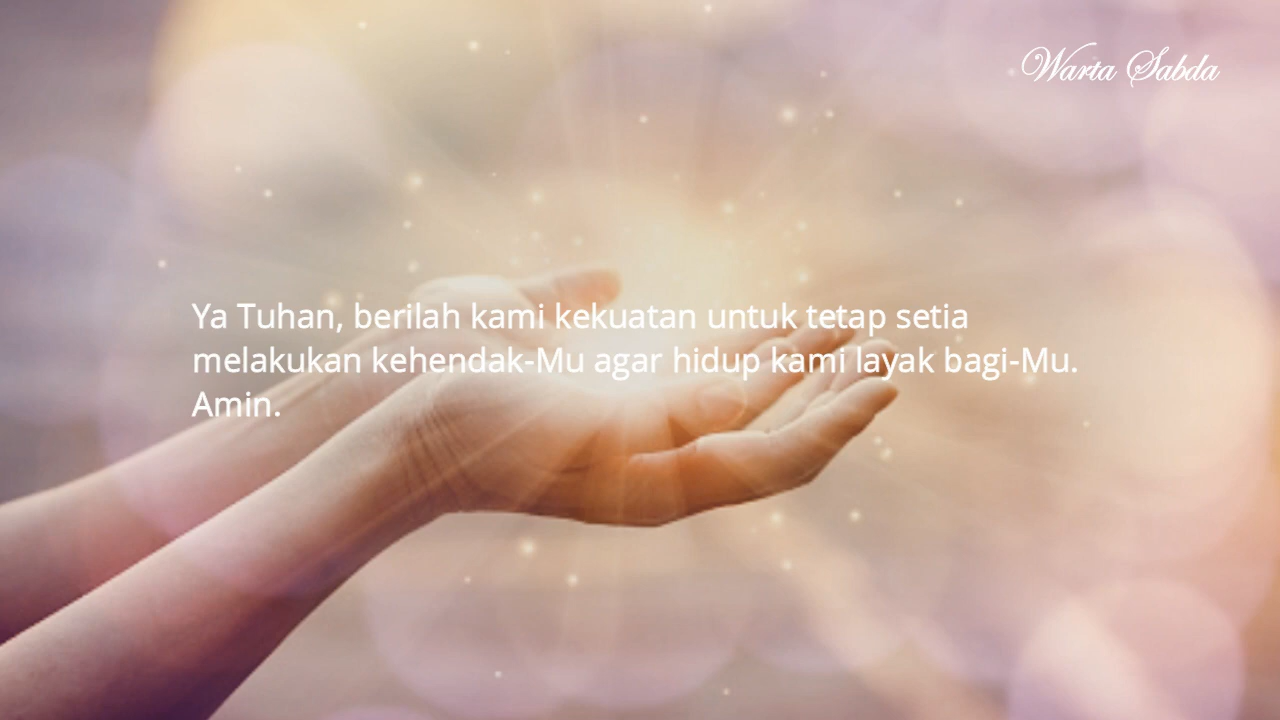 Warta Sabda
Ya Tuhan, berilah kami kekuatan untuk tetap setia
melakukan kehendak-Mu agar hidup kami layak bagi-Mu.
Amin.